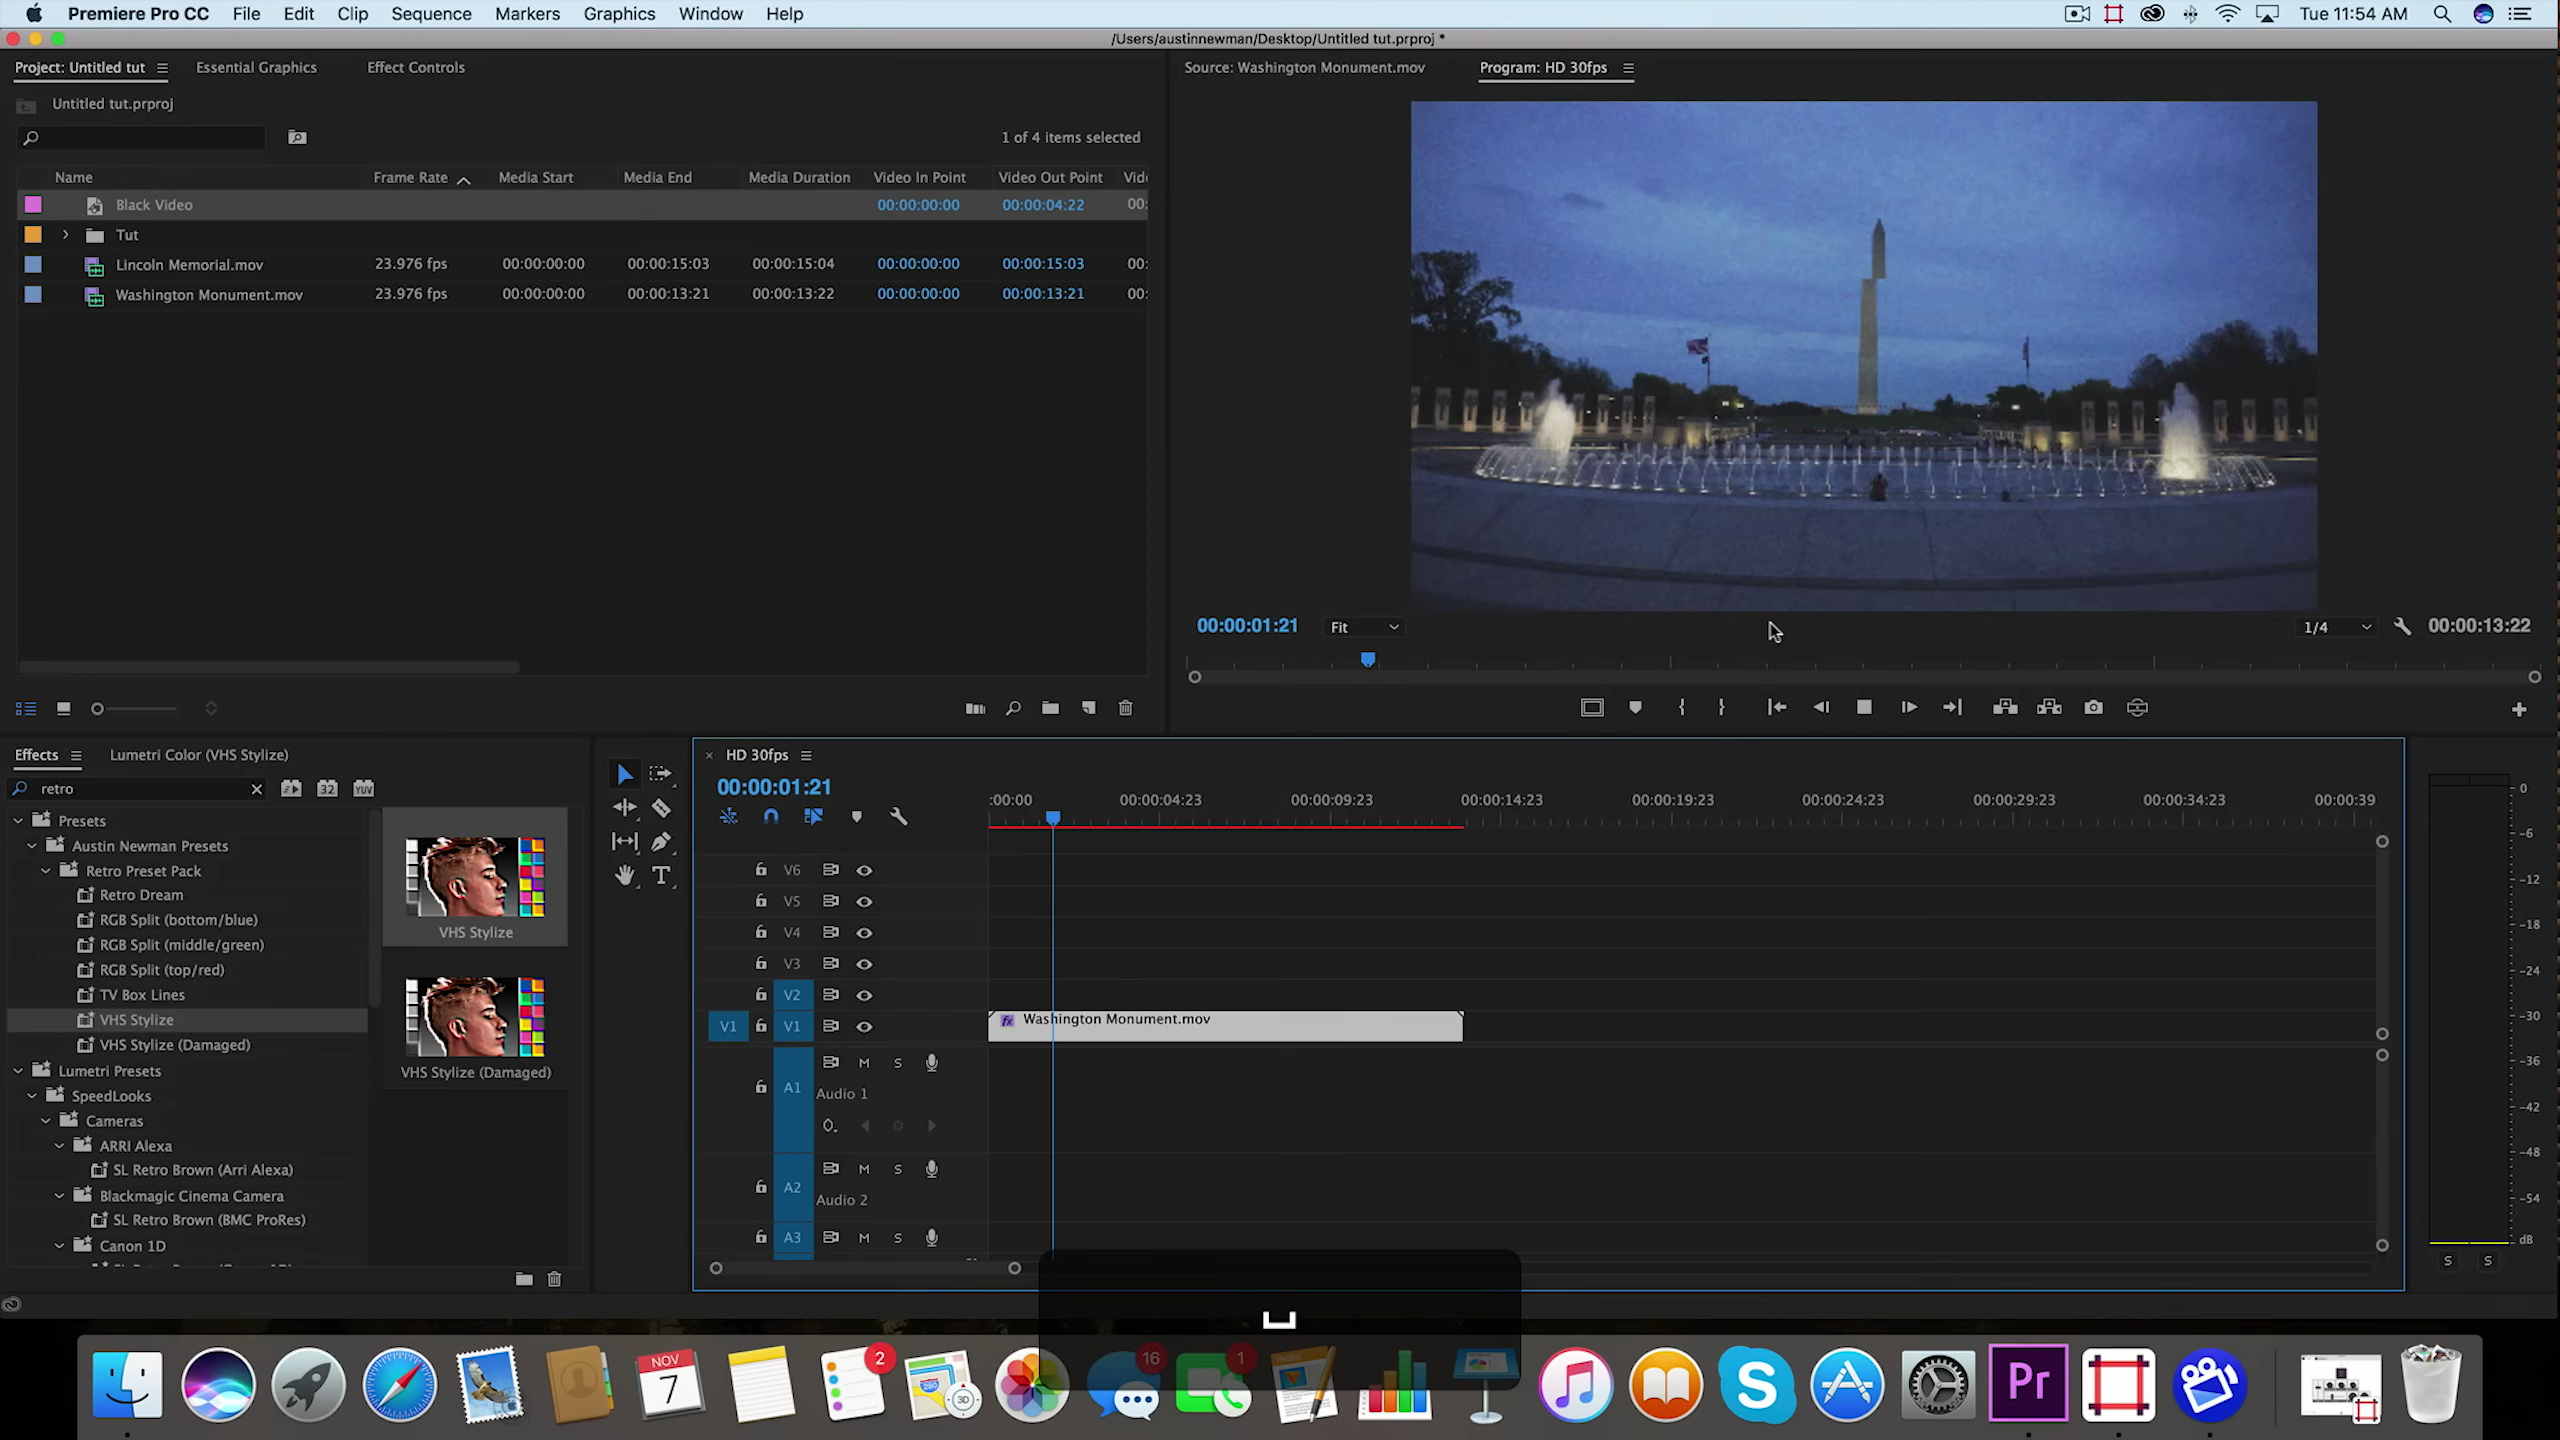 Premiere Pro CC File Edit Clip Sequence Markers Graphics Window Help Tue 11:54 AM
/Users/austinnewman/Desktop/Untitled tut.prproj *
Project: Untitled tut Essential Graphics Effect Controls
Untitled tut.prproj
1 of 4 items selected
Name Frame Rate Media Start Media End Media Duration Video In Point Video Out Point Vide
Black Video 00:00:00:00 00:00:04:22 00:
Tut
Lincoln Memorial.mov 23.976 fps 00:00:00:00 00:00:15:03 00:00:15:04 00:00:00:00 00:00:15:03 00:
Washington Monument.mov 23.976 fps 00:00:00:00 00:00:13:21 00:00:13:22 00:00:00:00 00:00:13:21 00:
Source: Washington Monument.mov Program: HD 30fps
00:00:01:21 Fit 1/4 00:00:13:22
Effects Lumetri Color (VHS Stylize)
retro 32 YUV
Presets
Austin Newman Presets
Retro Preset Pack
Retro Dream
RGB Split (bottom/blue)
RGB Split (middle/green)
RGB Split (top/red)
TV Box Lines
VHS Stylize
VHS Stylize (Damaged)
Lumetri Presets
SpeedLooks
Cameras
ARRI Alexa
SL Retro Brown (Arri Alexa)
Blackmagic Cinema Camera
SL Retro Brown (BMC ProRes)
Canon 1D
VHS Stylize
VHS Stylize (Damaged)
HD 30fps
00:00:01:21
:00:00 00:00:04:23 00:00:09:23 00:00:14:23 00:00:19:23 00:00:24:23 00:00:29:23 00:00:34:23 00:00:39
V6
V5
V4
V3
V2
V1 V1 fx Washington Monument.mov
A1 M S
Audio 1
A2 M S
Audio 2
A3 M S
0
-6
-12
-18
-24
-30
-36
-42
-48
-54
dB
S S
NOV
7
2
280
3D
16
1
Pr